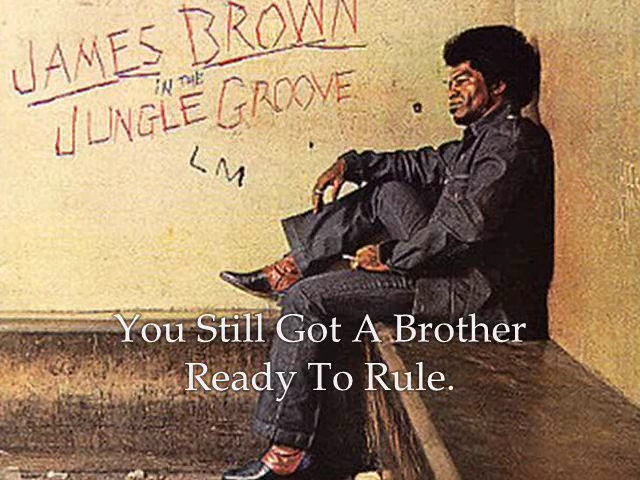 JAMES BROWN
IN THE
JUNGLE GROOVE
LM
You Still Got A Brother
Ready To Rule.